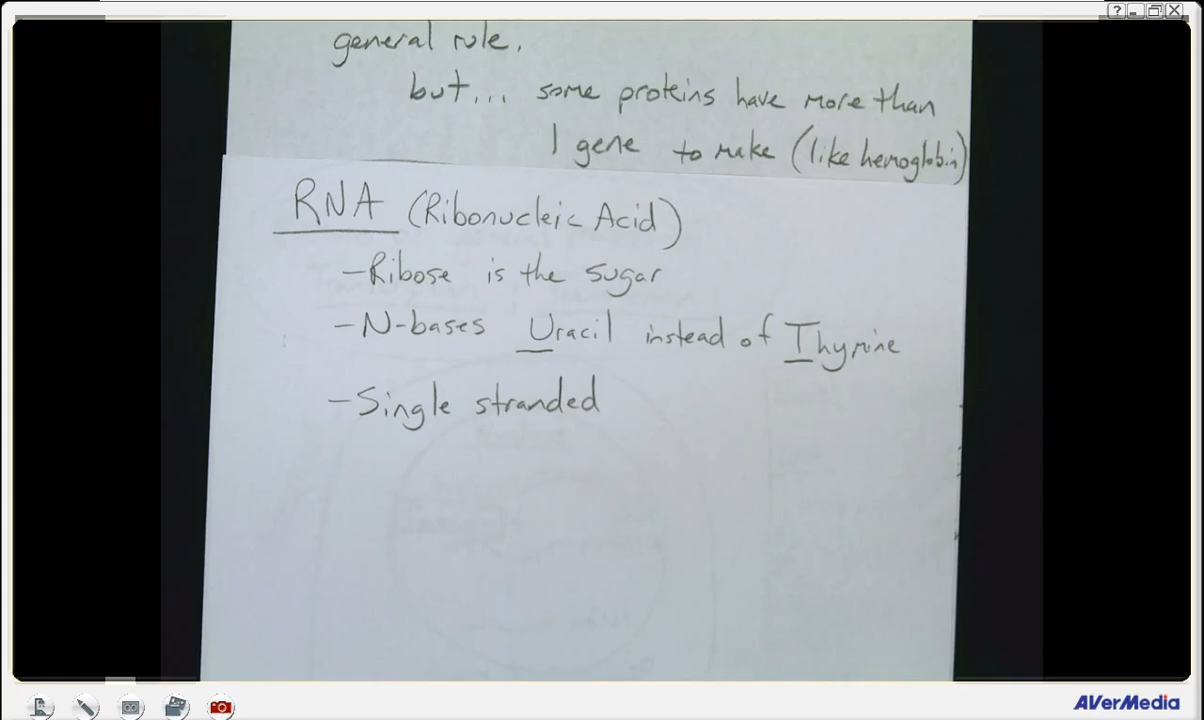 general rule.
but... some proteins have more than
1 gene to make (like hemoglobin)
RNA (Ribonucleic Acid)
-Ribose is the sugar
-N-bases Uracil instead of Thymine
-Single stranded
AVerMedia